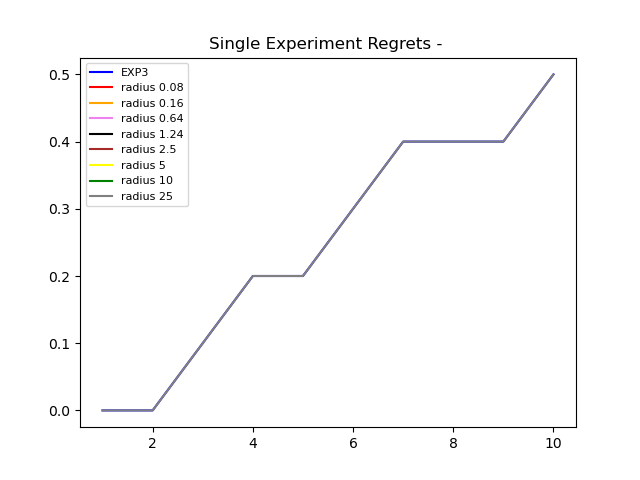 Single Experiment Regrets -
0.5
0.4
0.3
0.2
0.1
0.0
EXP3
radius 0.08
radius 0.16
radius 0.64
radius 1.24
radius 2.5
radius 5
radius 10
radius 25
2 4 6 8 10